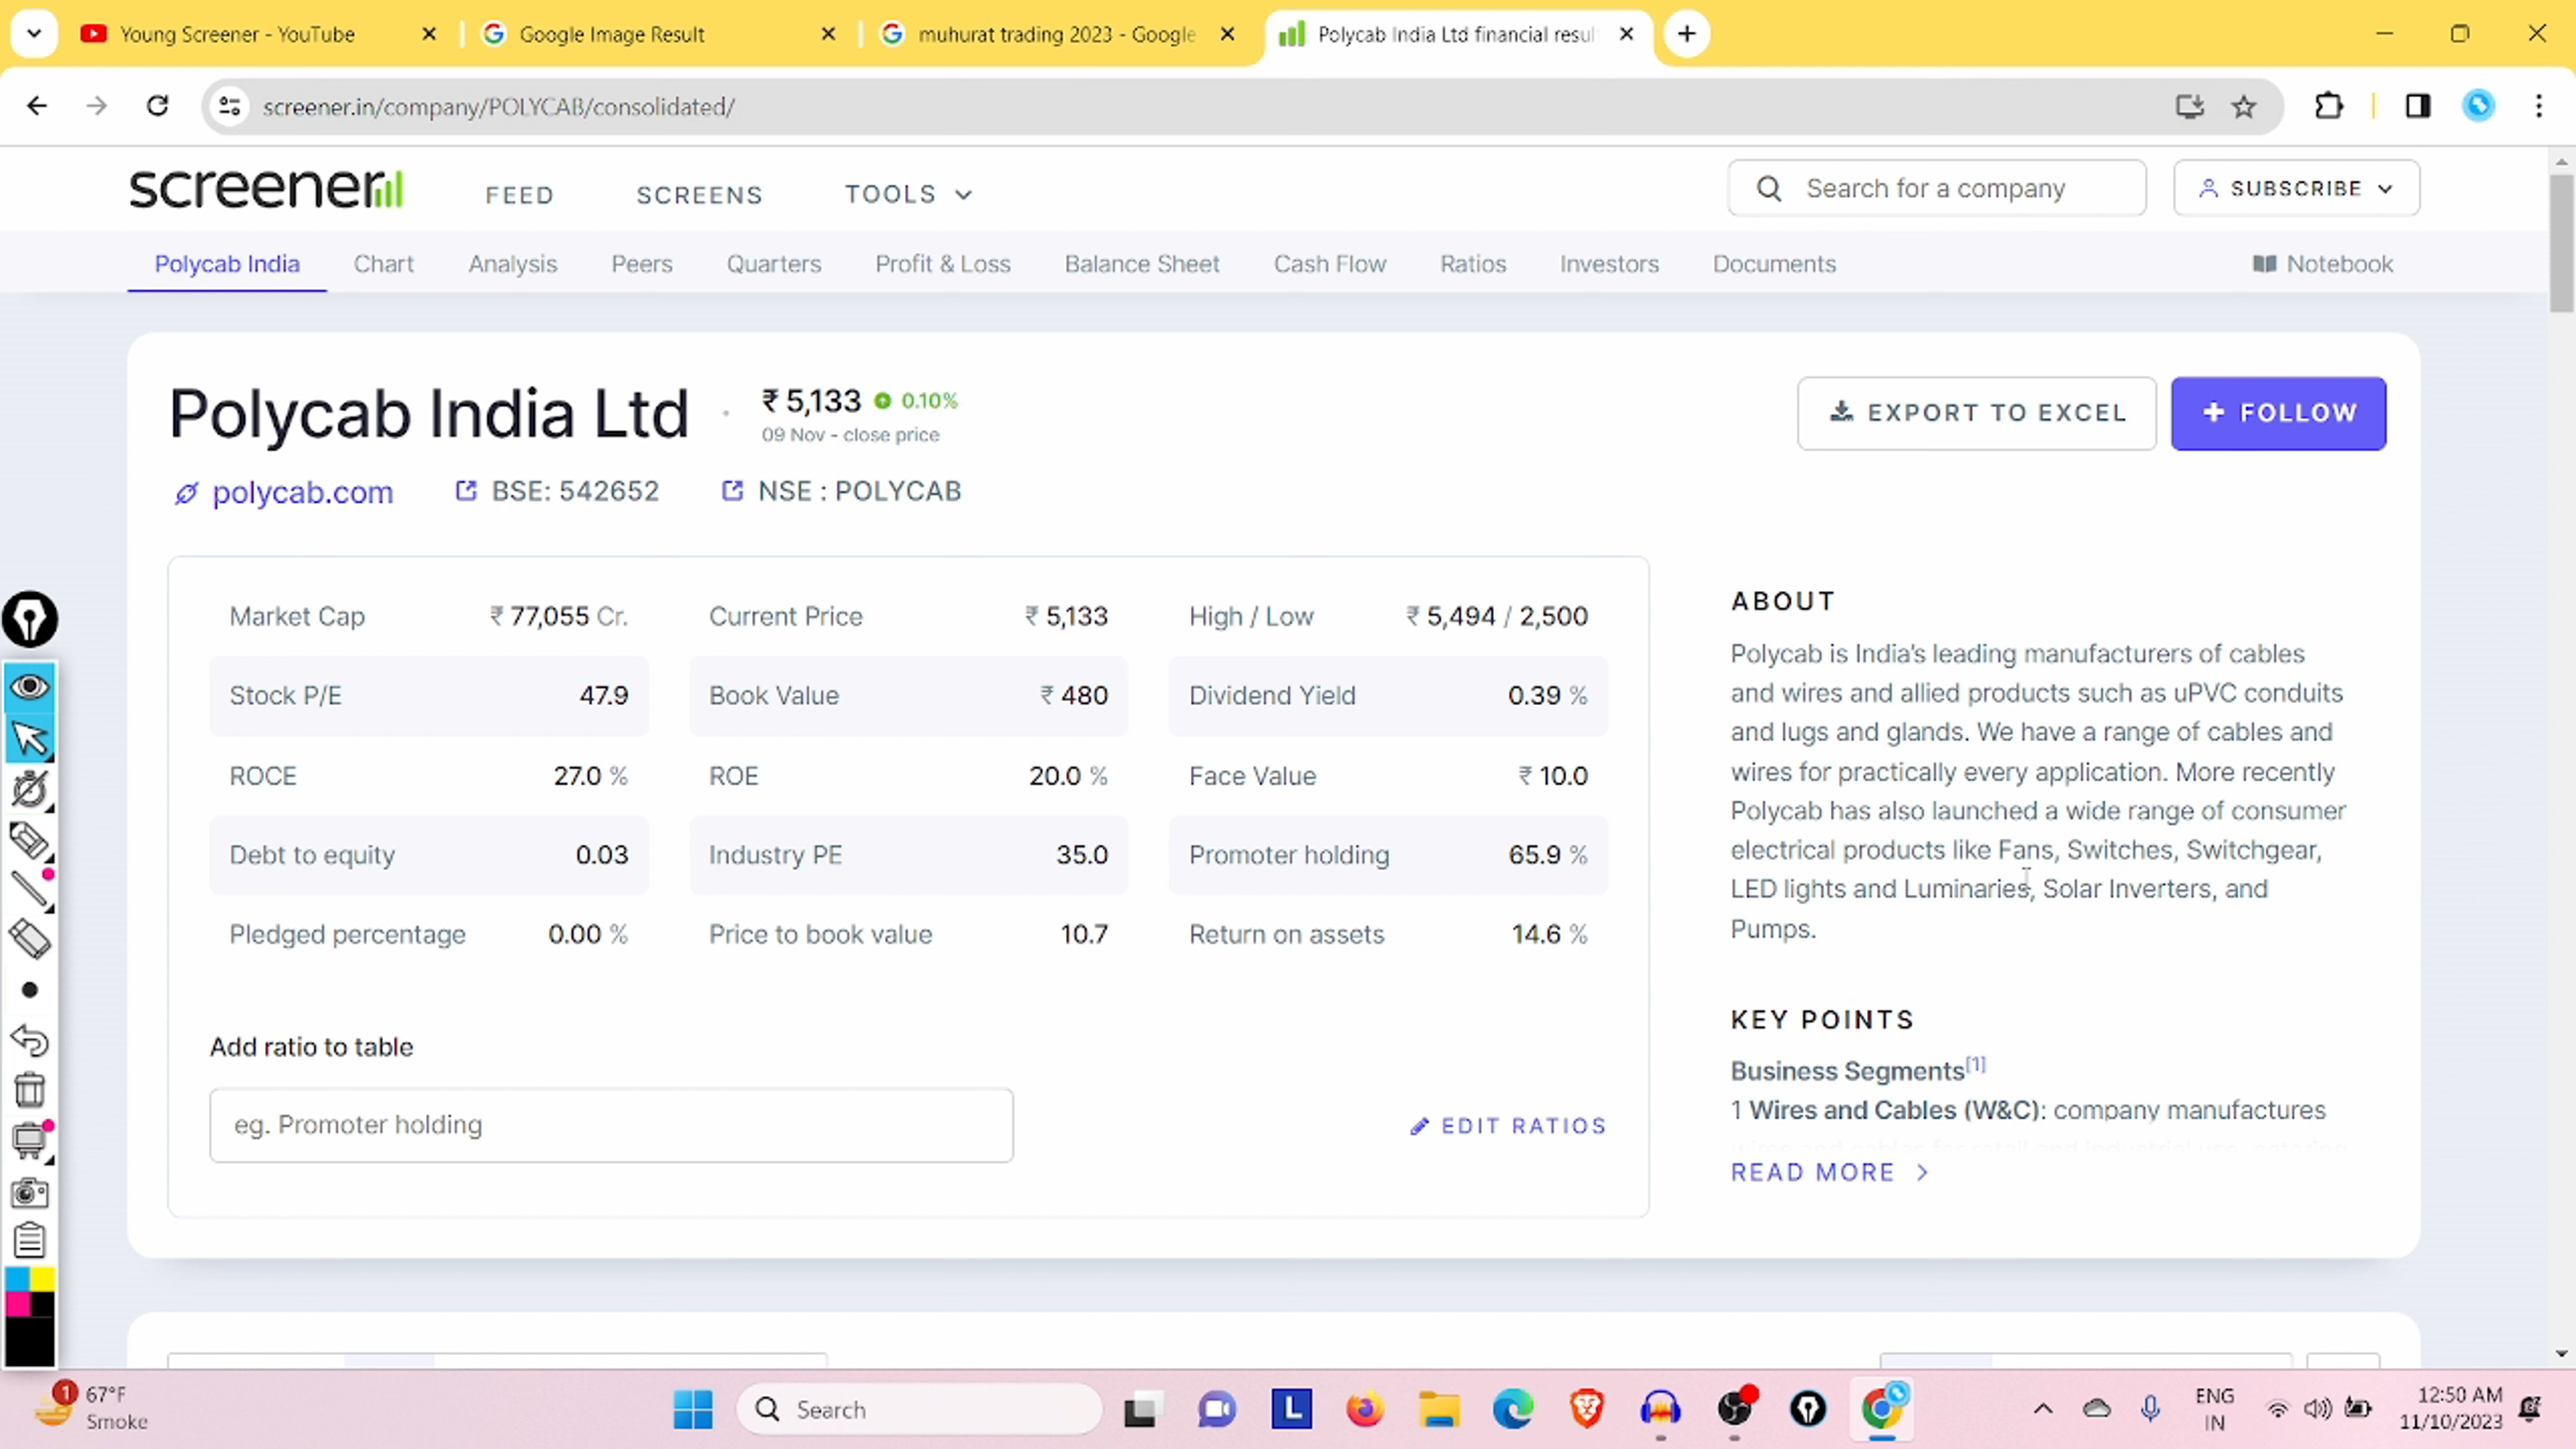 Young Screener - YouTube
Google Image Result
muhurat trading 2023 - Google
Polycab India Ltd financial resul
screener.in/company/POLYCAB/consolidated/
screener
FEED
SCREENS
TOOLS
Search for a company
SUBSCRIBE
Polycab India
Chart
Analysis
Peers
Quarters
Profit & Loss
Balance Sheet
Cash Flow
Ratios
Investors
Documents
Notebook
Polycab India Ltd
₹ 5,133 0.10%
09 Nov - close price
EXPORT TO EXCEL
+ FOLLOW
polycab.com
BSE: 542652
NSE : POLYCAB
Market Cap ₹ 77,055 Cr.
Current Price ₹ 5,133
High / Low ₹ 5,494 / 2,500
Stock P/E 47.9
Book Value ₹ 480
Dividend Yield 0.39 %
ROCE 27.0 %
ROE 20.0 %
Face Value ₹ 10.0
Debt to equity 0.03
Industry PE 35.0
Promoter holding 65.9 %
Pledged percentage 0.00 %
Price to book value 10.7
Return on assets 14.6 %
Add ratio to table
eg. Promoter holding
EDIT RATIOS
ABOUT
Polycab is India's leading manufacturers of cables
and wires and allied products such as uPVC conduits
and lugs and glands. We have a range of cables and
wires for practically every application. More recently
Polycab has also launched a wide range of consumer
electrical products like Fans, Switches, Switchgear,
LED lights and Luminaries, Solar Inverters, and
Pumps.
KEY POINTS
Business Segments[1]
1 Wires and Cables (W&C): company manufactures
READ MORE
1
67°F
Smoke
Search
L
ENG
IN
12:50 AM
11/10/2023